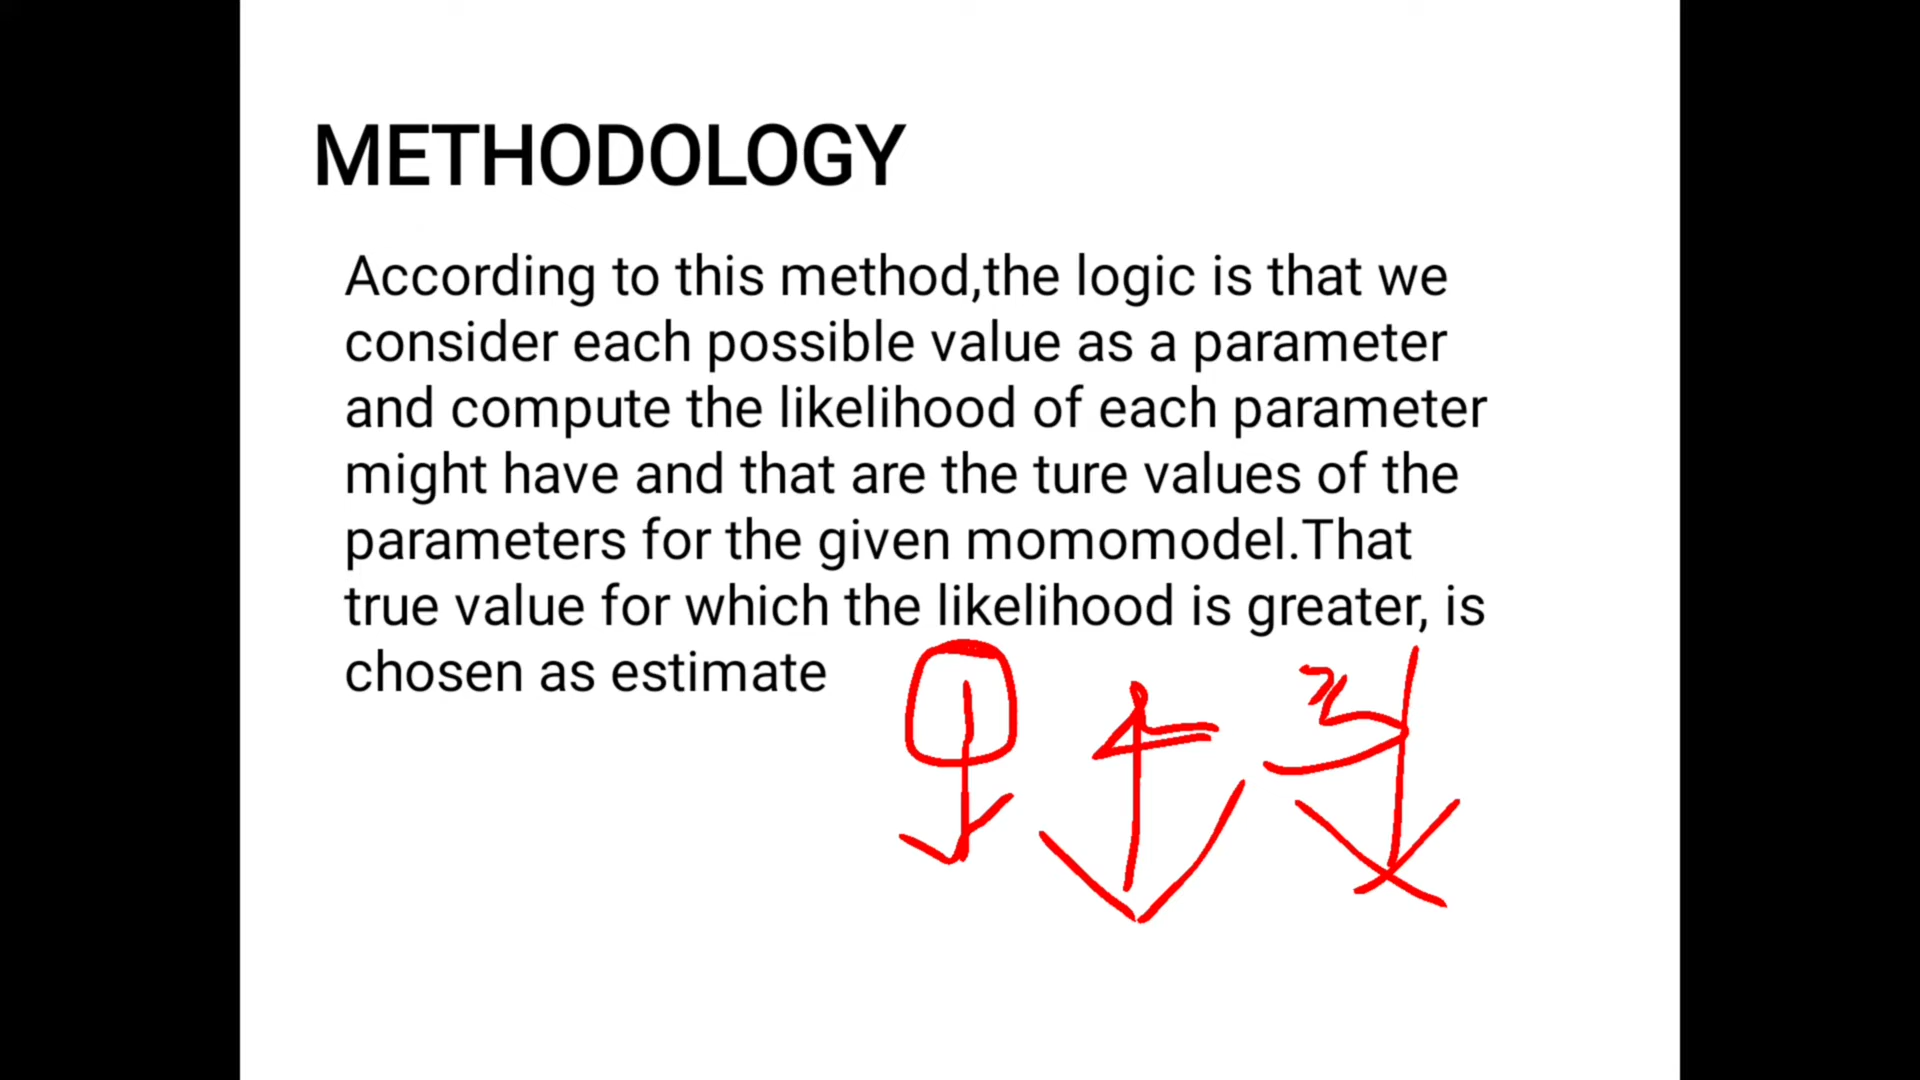 METHODOLOGY
According to this method,the logic is that we
consider each possible value as a parameter
and compute the likelihood of each parameter
might have and that are the ture values of the
parameters for the given momomodel.That
true value for which the likelihood is greater, is
chosen as estimate